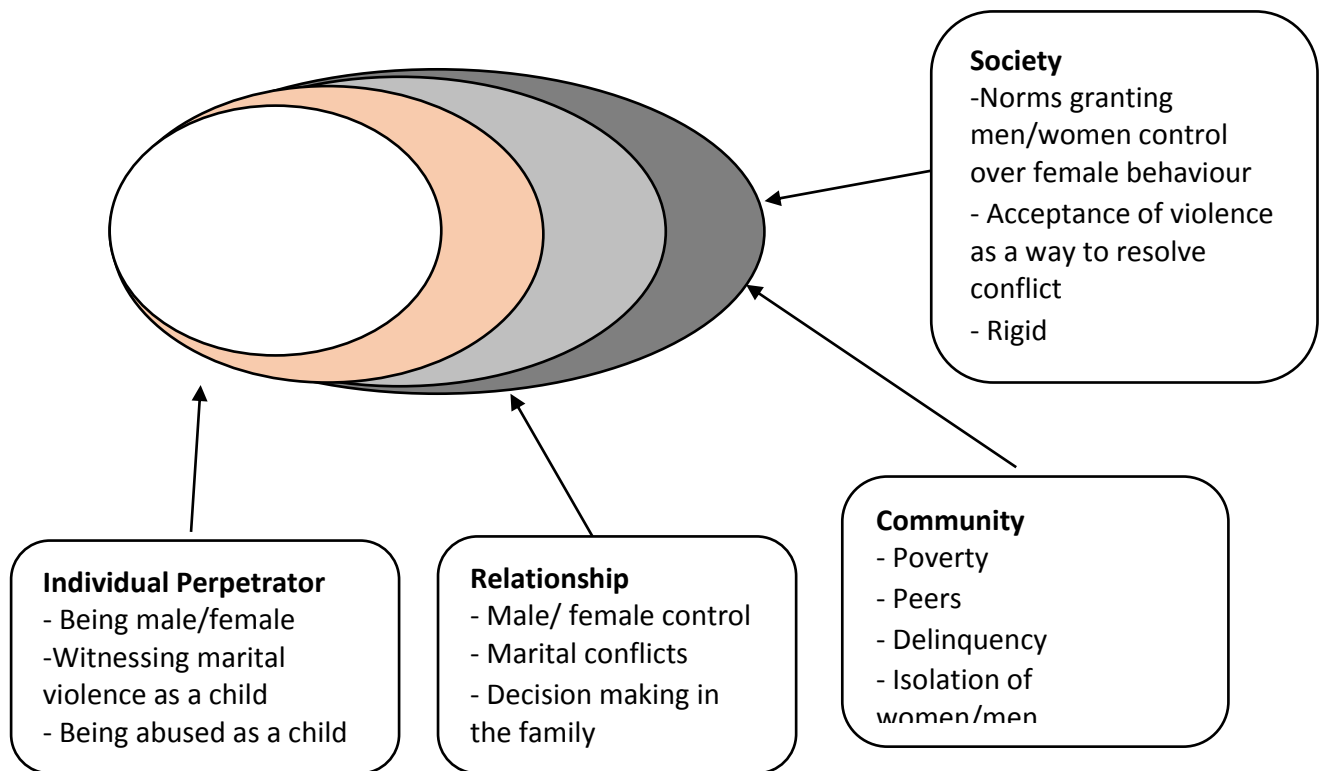 Society
-Norms granting
men/women control
over female behaviour
- Acceptance of violence
as a way to resolve
conflict
- Rigid
Individual Perpetrator
- Being male/female
-Witnessing marital
violence as a child
- Being abused as a child
Relationship
- Male/ female control
- Marital conflicts
- Decision making in
the family
Community
- Poverty
- Peers
- Delinquency
- Isolation of
women/men